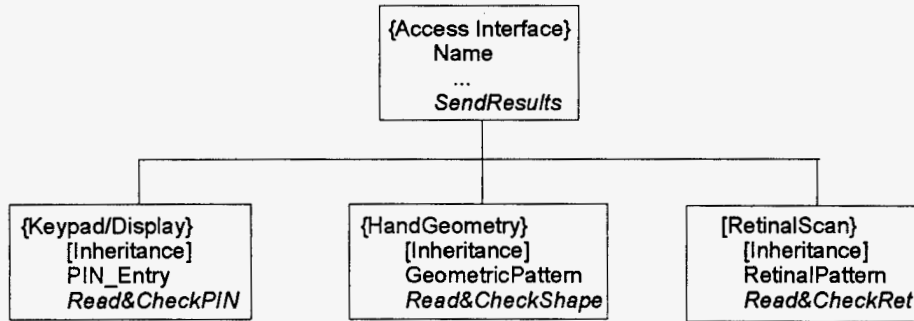 {Access Interface}
Name
...
SendResults
{Keypad/Display}
[Inheritance]
PIN_Entry
Read&CheckPIN
{HandGeometry}
[Inheritance]
GeometricPattern
Read&CheckShape
[RetinalScan}
[Inheritance]
RetinalPattern
Read&CheckRet